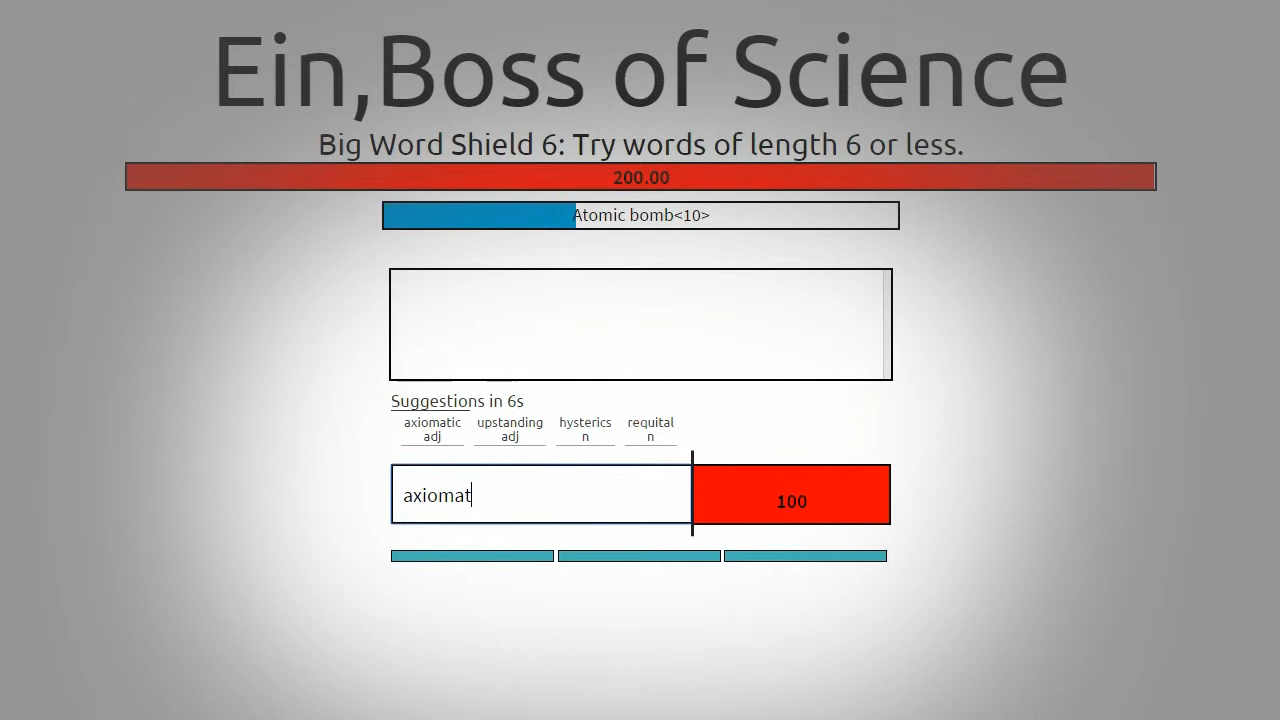 Ein,Boss of Science
Big Word Shield 6: Try words of length 6 or less.
200.00
Atomic bomb<10>
Suggestions in 6s
axiomatic upstanding hysterics requital
adj adj n n
axiomat
100